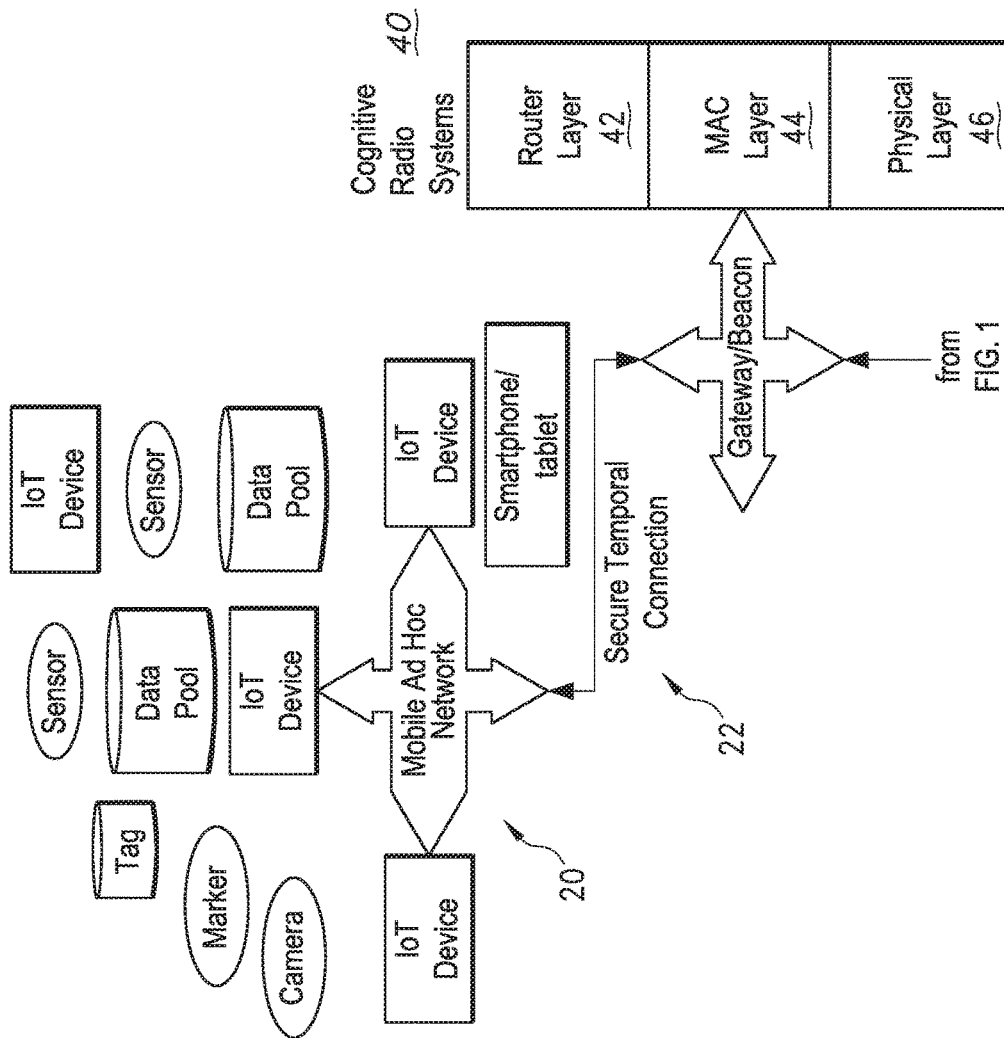 Sensor
IoT
Device
Tag
Data
Pool
Sensor
Marker
Camera
IoT
Device
Data
Pool
IoT
Device
Mobile Ad Hoc
Network
IoT
Device
Smartphone/
tablet
20
22
Secure Temporal
Connection
Gateway/Beacon
from
FIG. 1
Cognitive
Radio
Systems
40
Router
Layer
42
MAC
Layer
44
Physical
Layer
46